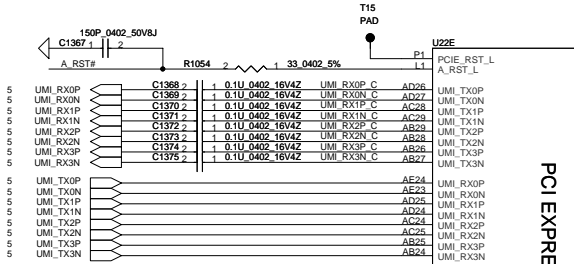 T15
PAD
150P_0402_50V8J
C1367 1 2
U22E
P1 PCIE_RST_L
A_RST# R1054 2 1 33_0402_5% L1 A_RST_L
5 UMI_RX0P C1368 2 1 0.1U_0402_16V4Z UMI_RX0P_C AD26 UMI_TX0P
5 UMI_RX0N C1369 2 1 0.1U_0402_16V4Z UMI_RX0N_C AD27 UMI_TX0N
5 UMI_RX1P C1370 2 1 0.1U_0402_16V4Z UMI_RX1P_C AC28 UMI_TX1P
5 UMI_RX1N C1371 2 1 0.1U_0402_16V4Z UMI_RX1N_C AC29 UMI_TX1N
5 UMI_RX2P C1372 2 1 0.1U_0402_16V4Z UMI_RX2P_C AB29 UMI_TX2P
5 UMI_RX2N C1373 2 1 0.1U_0402_16V4Z UMI_RX2N_C AB28 UMI_TX2N
5 UMI_RX3P C1374 2 1 0.1U_0402_16V4Z UMI_RX3P_C AB26 UMI_TX3P
5 UMI_RX3N C1375 2 1 0.1U_0402_16V4Z UMI_RX3N_C AB27 UMI_TX3N
5 UMI_TX0P AE24 UMI_RX0P
5 UMI_TX0N AE23 UMI_RX0N
5 UMI_TX1P AD25 UMI_RX1P
5 UMI_TX1N AD24 UMI_RX1N
5 UMI_TX2P AC24 UMI_RX2P
5 UMI_TX2N AC25 UMI_RX2N
5 UMI_TX3P AB25 UMI_RX3P
5 UMI_TX3N AB24 UMI_RX3N
PCI EXPRE